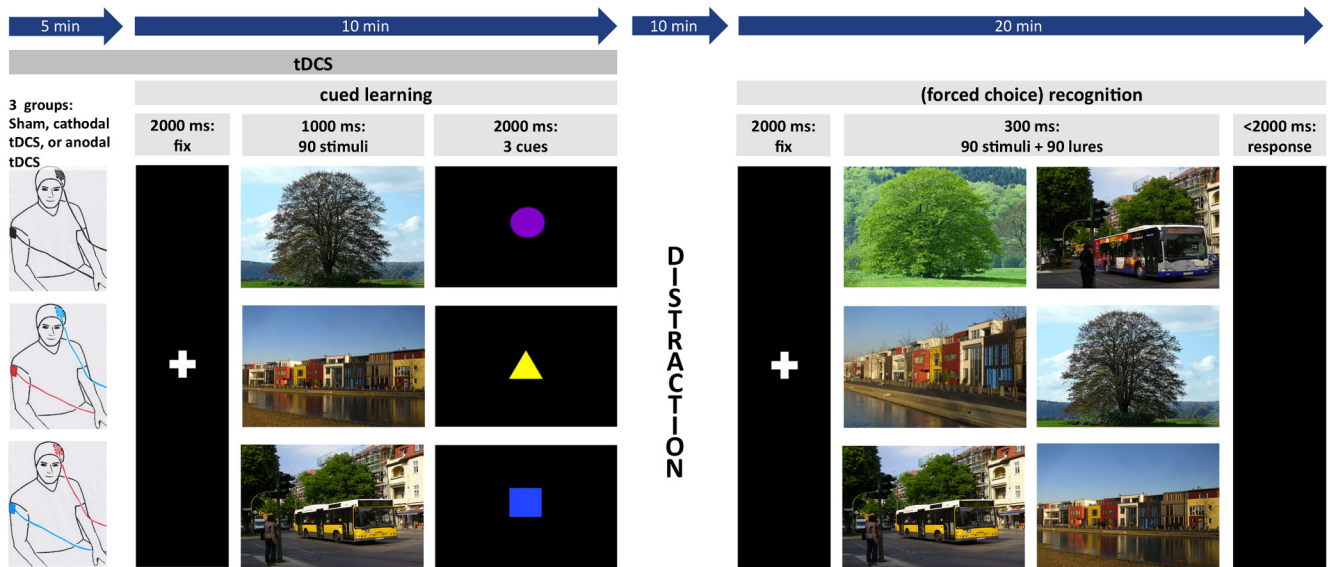 5 min
10 min
10 min
20 min
tDCS
cued learning
(forced choice) recognition
3 groups:
Sham, cathodal
tDCS, or anodal
tDCS
2000 ms:
fix
1000 ms:
90 stimuli
2000 ms:
3 cues
DISTRACTION
2000 ms:
fix
300 ms:
90 stimuli + 90 lures
<2000 ms:
response